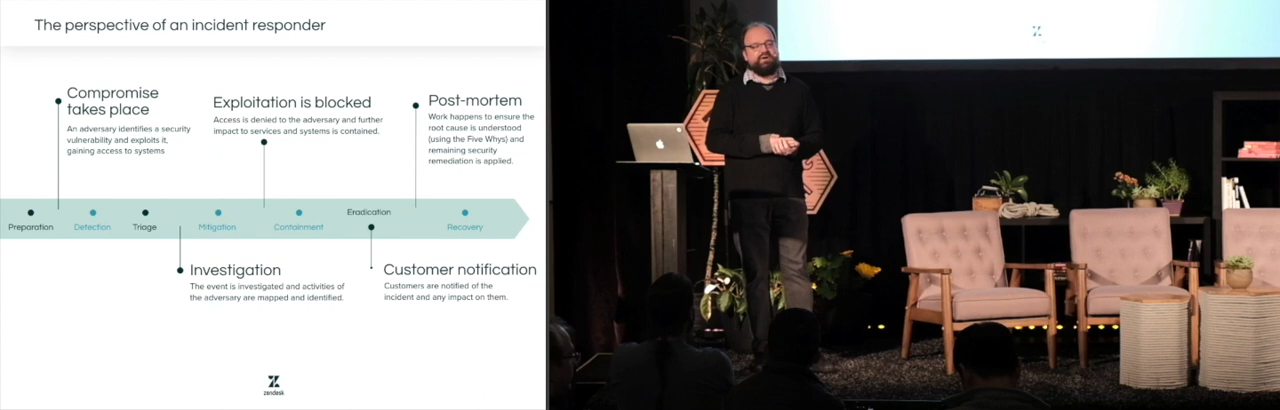 The perspective of an incident responder
Compromise
takes place
An adversary identifies a security
vulnerability and exploits it,
gaining access to systems
Exploitation is blocked
Access is denied to the adversary and further
impact to services and systems is contained.
Post-mortem
Work happens to ensure the
root cause is understood
(using the Five Whys) and
remaining security
remediation is applied.
Preparation
Detection
Triage
Mitigation
Containment
Eradication
Recovery
Investigation
The event is investigated and activities of
the adversary are mapped and identified.
Customer notification
Customers are notified of the
incident and any impact on them.
zendesk